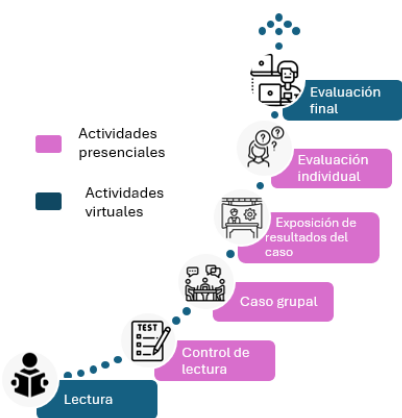 Evaluación
final
Actividades
presenciales
Evaluación
individual
Actividades
virtuales
Exposición de
resultados del
caso
Caso grupal
TEST
Control de
lectura
Lectura